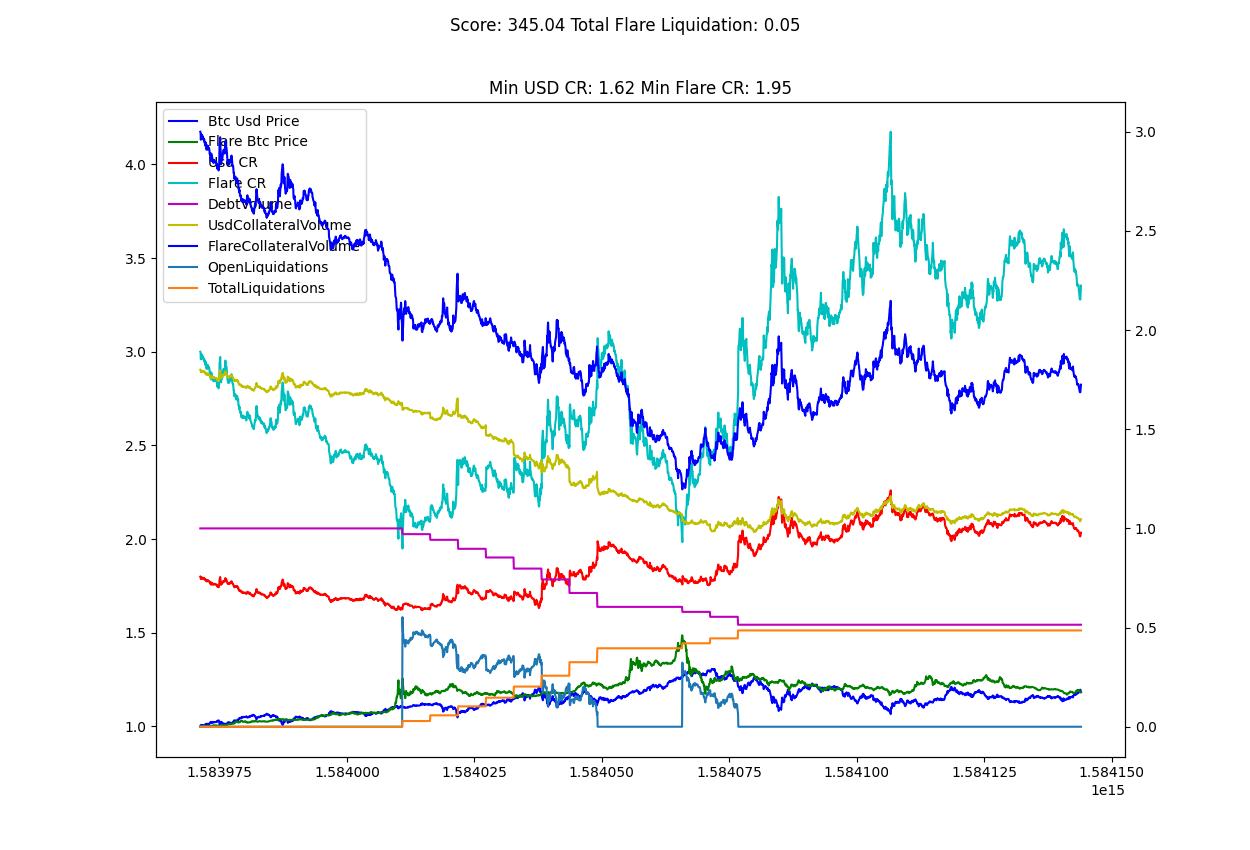 Score: 345.04 Total Flare Liquidation: 0.05
Min USD CR: 1.62 Min Flare CR: 1.95
Btc Usd Price
Flare Btc Price
Usd CR
Flare CR
DebtVolume
UsdCollateralVolume
FlareCollateralVolume
OpenLiquidations
TotalLiquidations
4.0
3.5
3.0
2.5
2.0
1.5
1.0
3.0
2.5
2.0
1.5
1.0
0.5
0.0
1.583975
1.584000
1.584025
1.584050
1.584075
1.584100
1.584125
1.584150
1e15